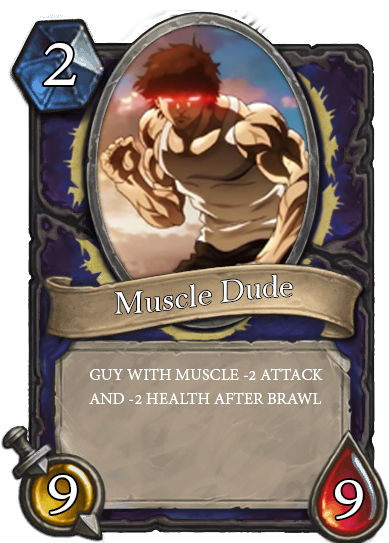 2
Muscle Dude
GUY WITH MUSCLE -2 ATTACK
AND -2 HEALTH AFTER BRAWL
9
9